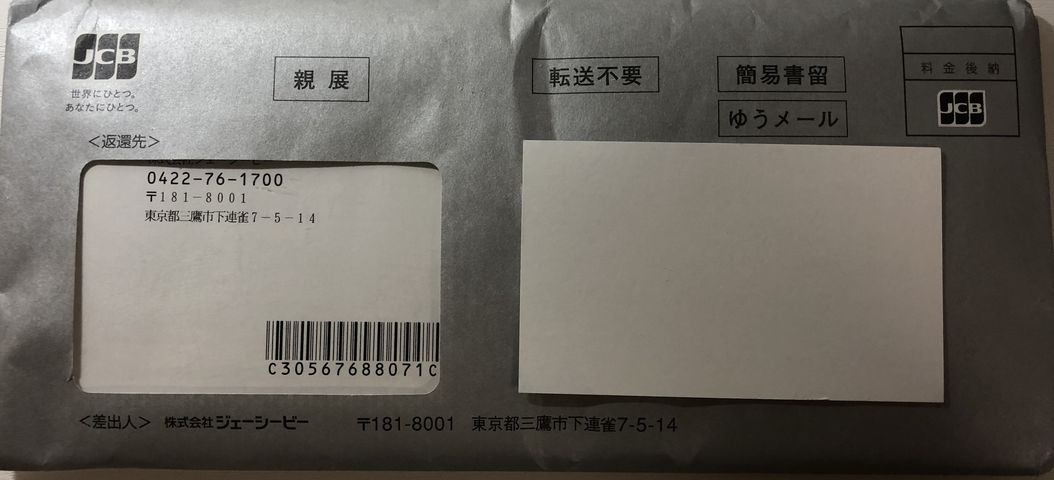 JCB
世界にひとつ。
あなたにひとつ。
親展
転送不要
簡易書留
ゆうメール
料金後納
JCB
<返還先>
0422-76-1700
〒181-8001
東京都三鷹市下連雀7-5-14
C30567688071C
<差出人> 株式会社ジェーシービー 〒181-8001 東京都三鷹市下連雀7-5-14